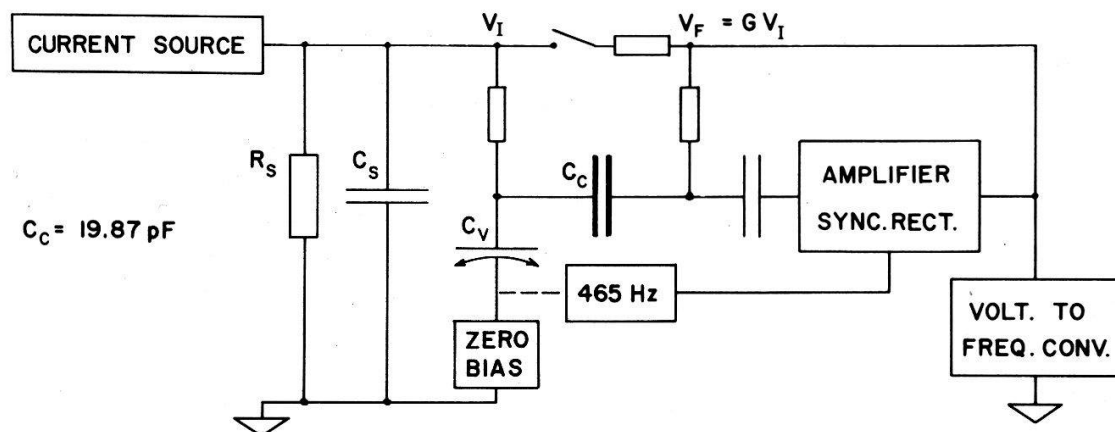 CURRENT SOURCE
V_I
V_F = G V_I
R_S
C_S
C_C
AMPLIFIER
SYNC. RECT.
C_C = 19.87 pF
C_V
465 Hz
ZERO
BIAS
VOLT. TO
FREQ. CONV.